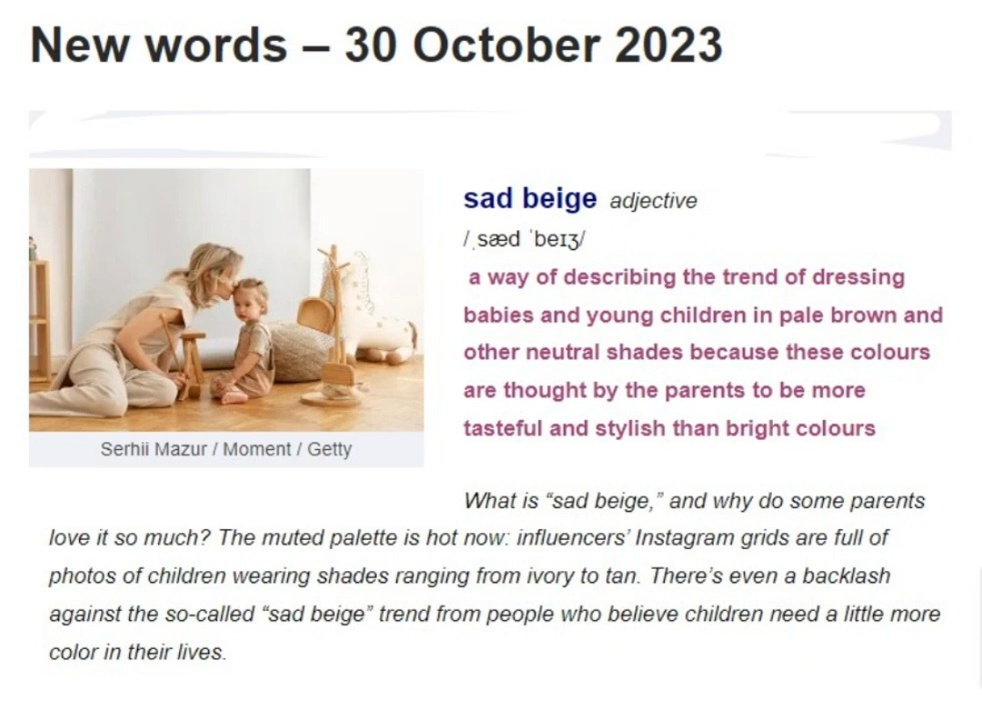 New words – 30 October 2023
sad beige adjective
/ˌsæd ˈbeɪʒ/
a way of describing the trend of dressing
babies and young children in pale brown and
other neutral shades because these colours
are thought by the parents to be more
tasteful and stylish than bright colours
Serhii Mazur / Moment / Getty
What is “sad beige,” and why do some parents
love it so much? The muted palette is hot now: influencers’ Instagram grids are full of
photos of children wearing shades ranging from ivory to tan. There’s even a backlash
against the so-called “sad beige” trend from people who believe children need a little more
color in their lives.